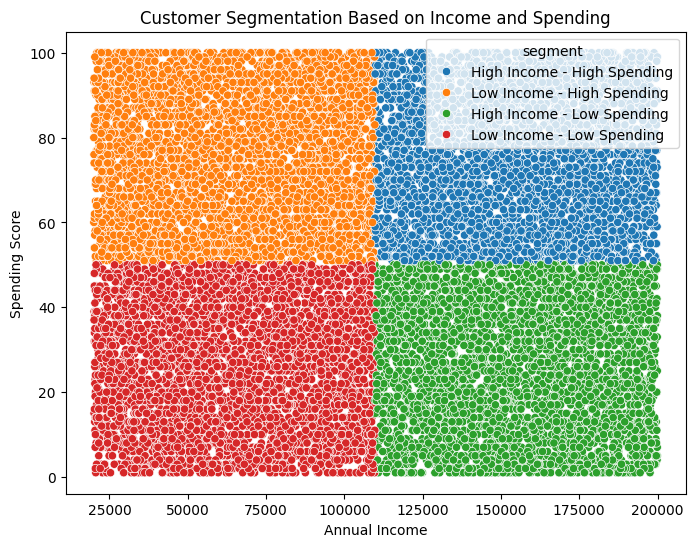 Customer Segmentation Based on Income and Spending
segment
High Income - High Spending
Low Income - High Spending
High Income - Low Spending
Low Income - Low Spending
Spending Score
100
80
60
40
20
0
25000 50000 75000 100000 125000 150000 175000 200000
Annual Income